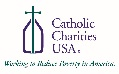 Catholic
Charities
USA®
Working to Reduce Poverty in America.